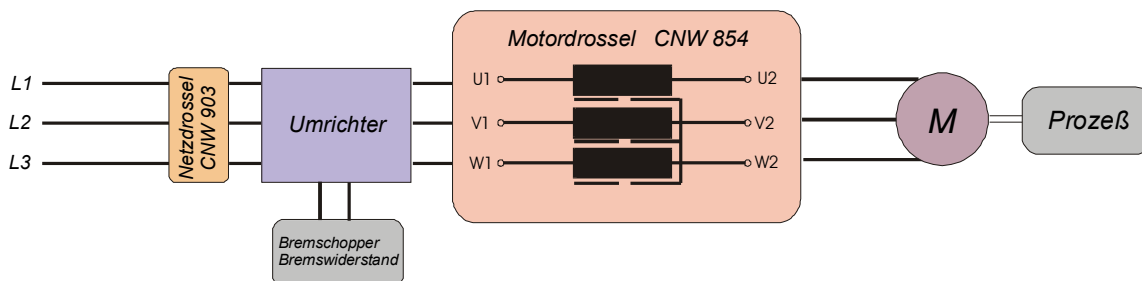 Motordrossel CNW 854
L1
L2
L3
Netzdrossel
CNW 903
Umrichter
U1
U2
V1
V2
W1
W2
M
Prozeß
Bremschopper
Bremswiderstand